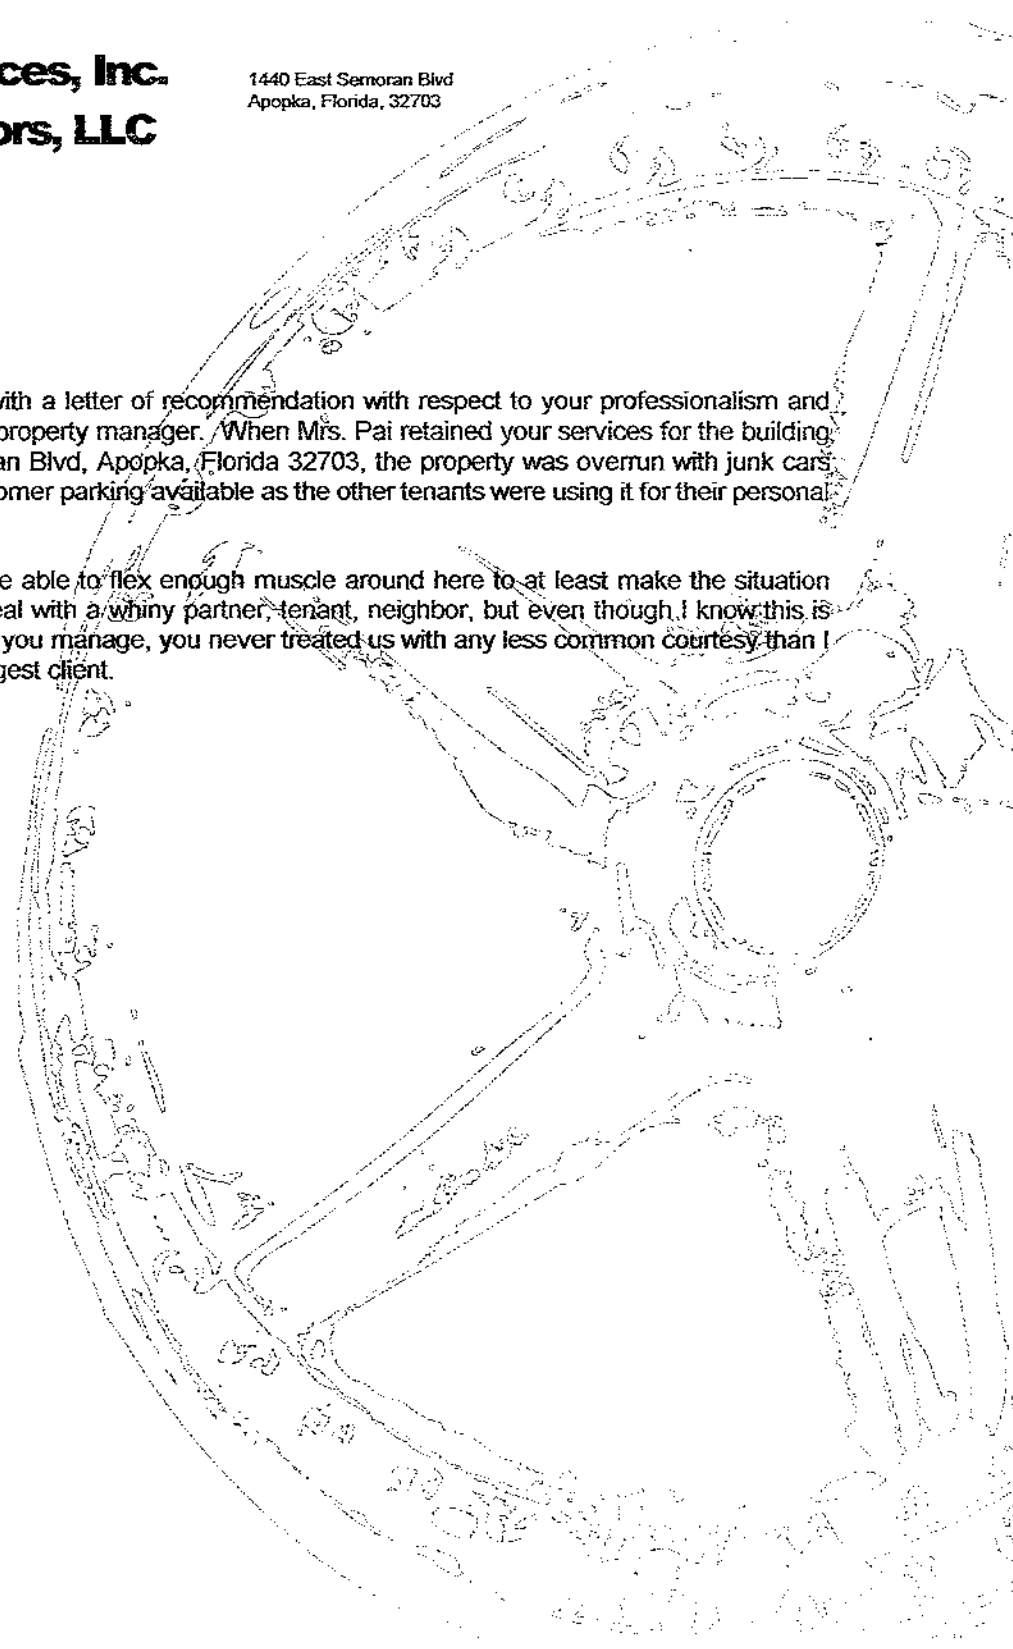 ces, Inc.
ors, LLC
1440 East Semoran Blvd
Apopka, Florida, 32703
ith a letter of recommendation with respect to your professionalism and
property manager. When Mrs. Pai retained your services for the building
an Blvd, Apopka, Florida 32703, the property was overrun with junk cars
omer parking available as the other tenants were using it for their personal
e able to flex enough muscle around here to at least make the situation
eal with a whiny partner, tenant, neighbor, but even though I know this is
you manage, you never treated us with any less common courtesy than I
gest client.